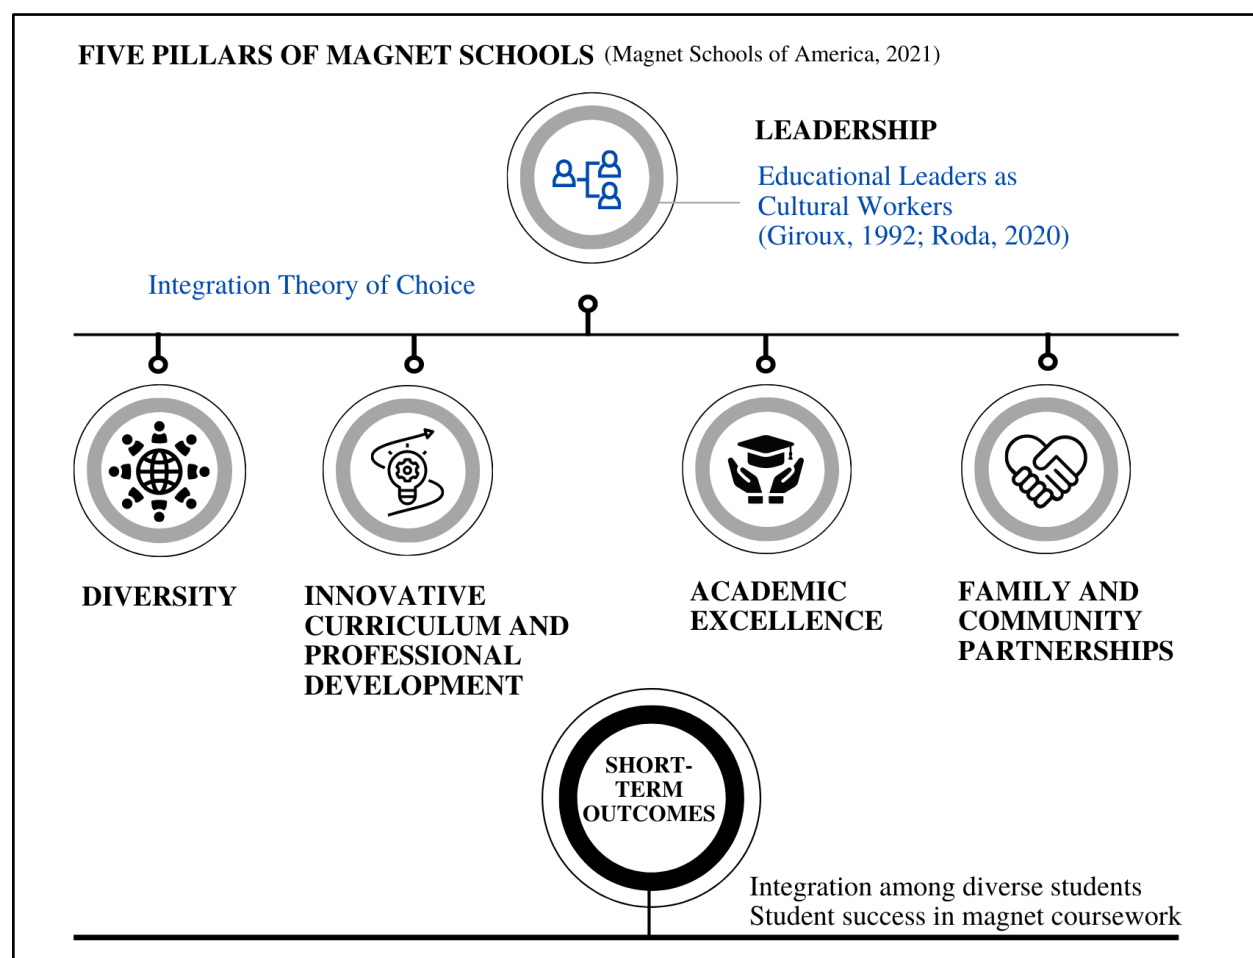 FIVE PILLARS OF MAGNET SCHOOLS (Magnet Schools of America, 2021)
LEADERSHIP
Educational Leaders as
Cultural Workers
(Giroux, 1992; Roda, 2020)
Integration Theory of Choice
DIVERSITY
INNOVATIVE
CURRICULUM AND
PROFESSIONAL
DEVELOPMENT
ACADEMIC
EXCELLENCE
FAMILY AND
COMMUNITY
PARTNERSHIPS
SHORT-
TERM
OUTCOMES
Integration among diverse students
Student success in magnet coursework